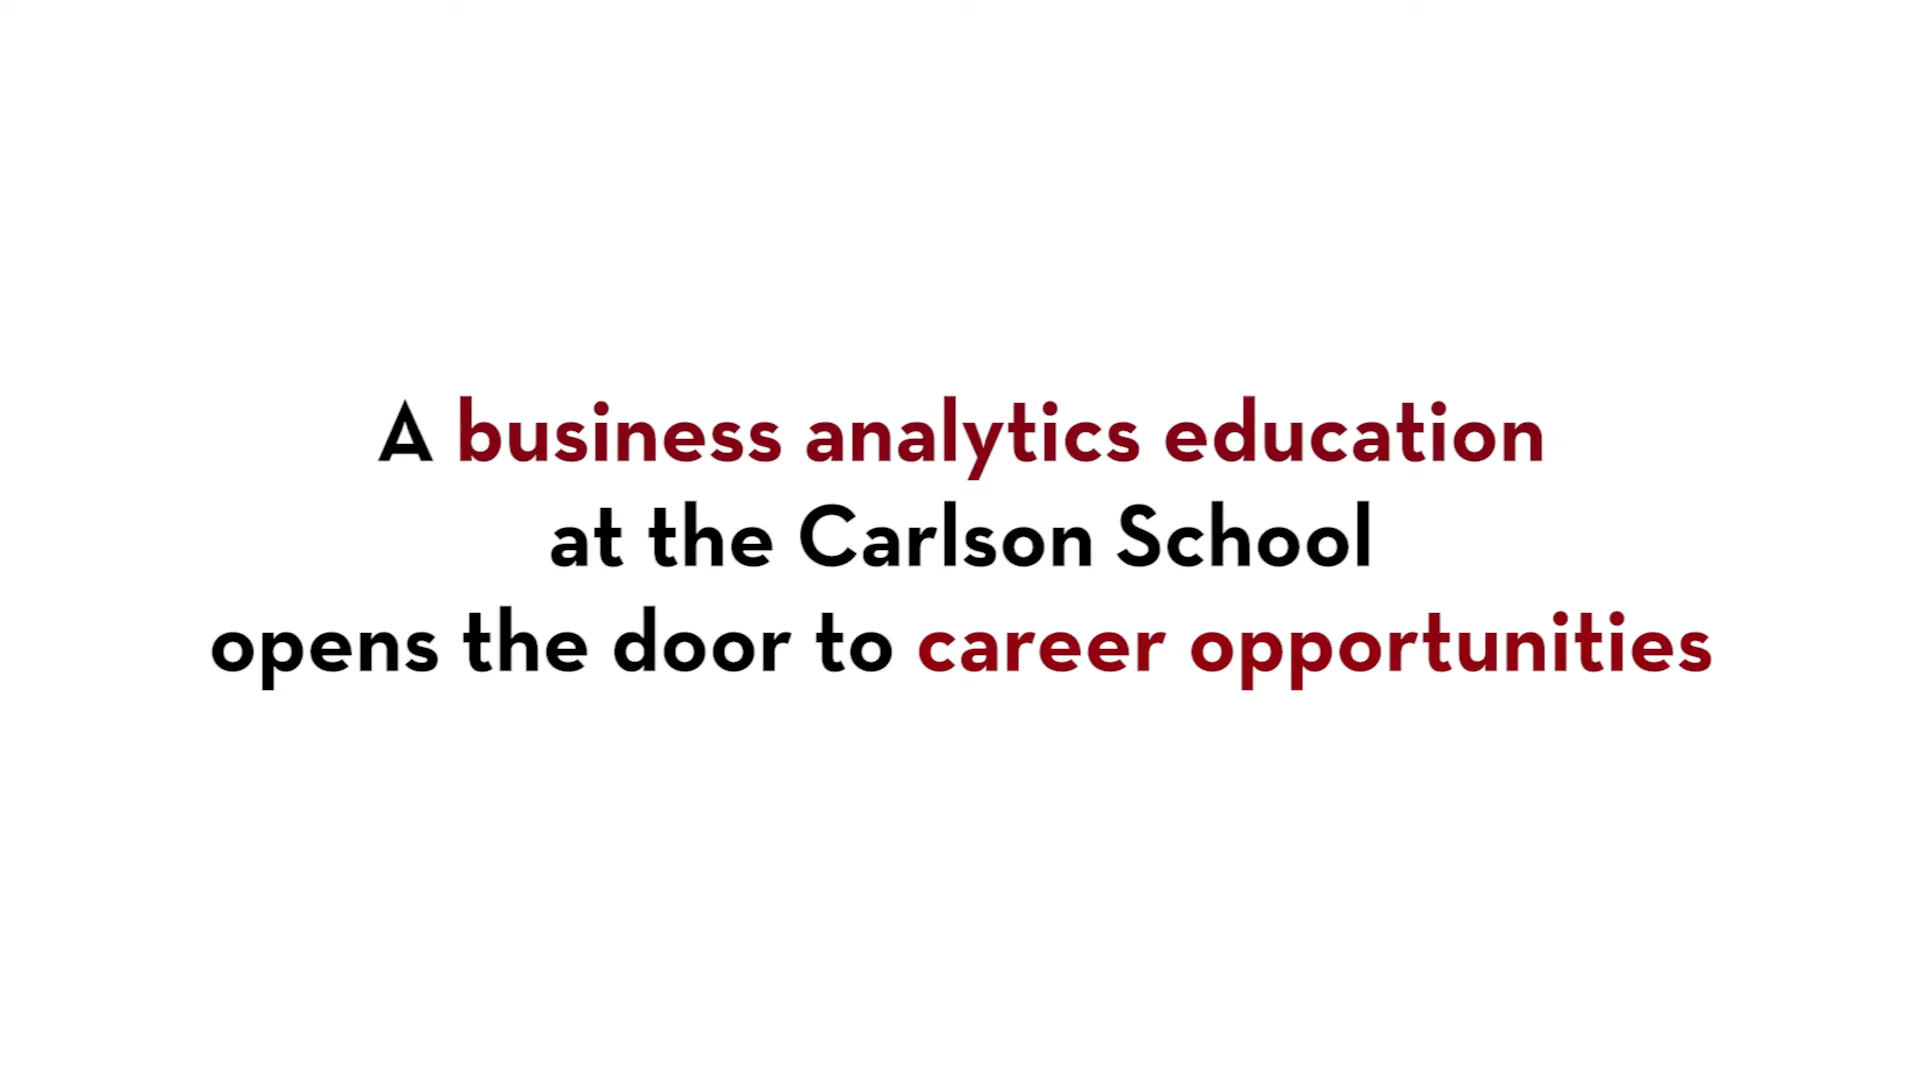 A business analytics education
at the Carlson School
opens the door to career opportunities